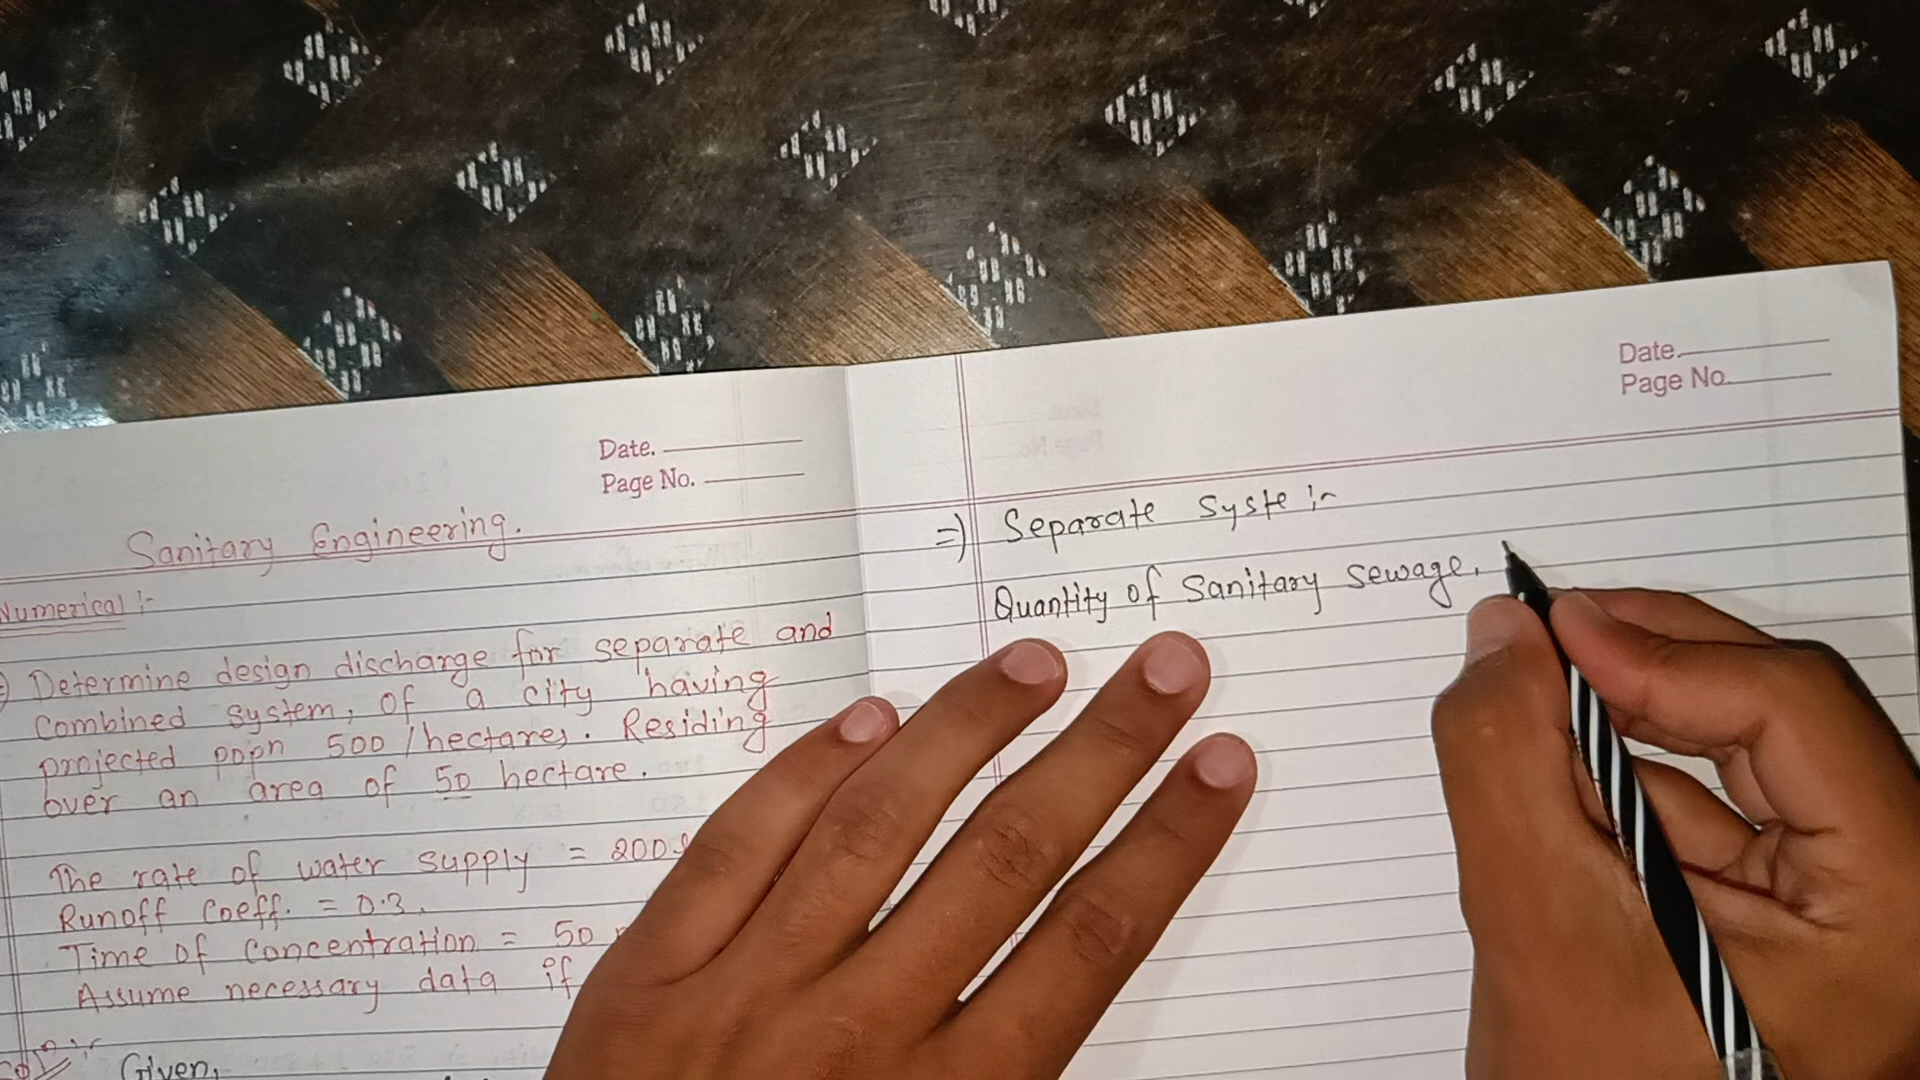 Date.
Page No.
Sanitary Engineering.
Numerical :-
Determine design discharge for separate and
Combined system, of a city having
projected popn 500/hectares. Residing
over an area of 50 hectare.
The rate of water supply = 200
Runoff Coeff. = 0.3.
Time of Concentration = 50
Assume necessary data if
Given,
Date.
Page No.
=) Separate Syste :-
Quantity of Sanitary Sewage.